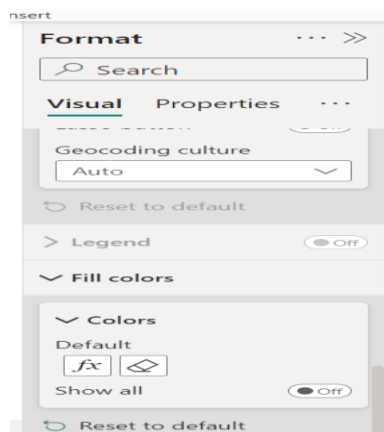 nsert
Format
Search
Visual Properties
Geocoding culture
Auto
Reset to default
Legend Off
Fill colors
Colors
Default
fx
Show all Off
Reset to default